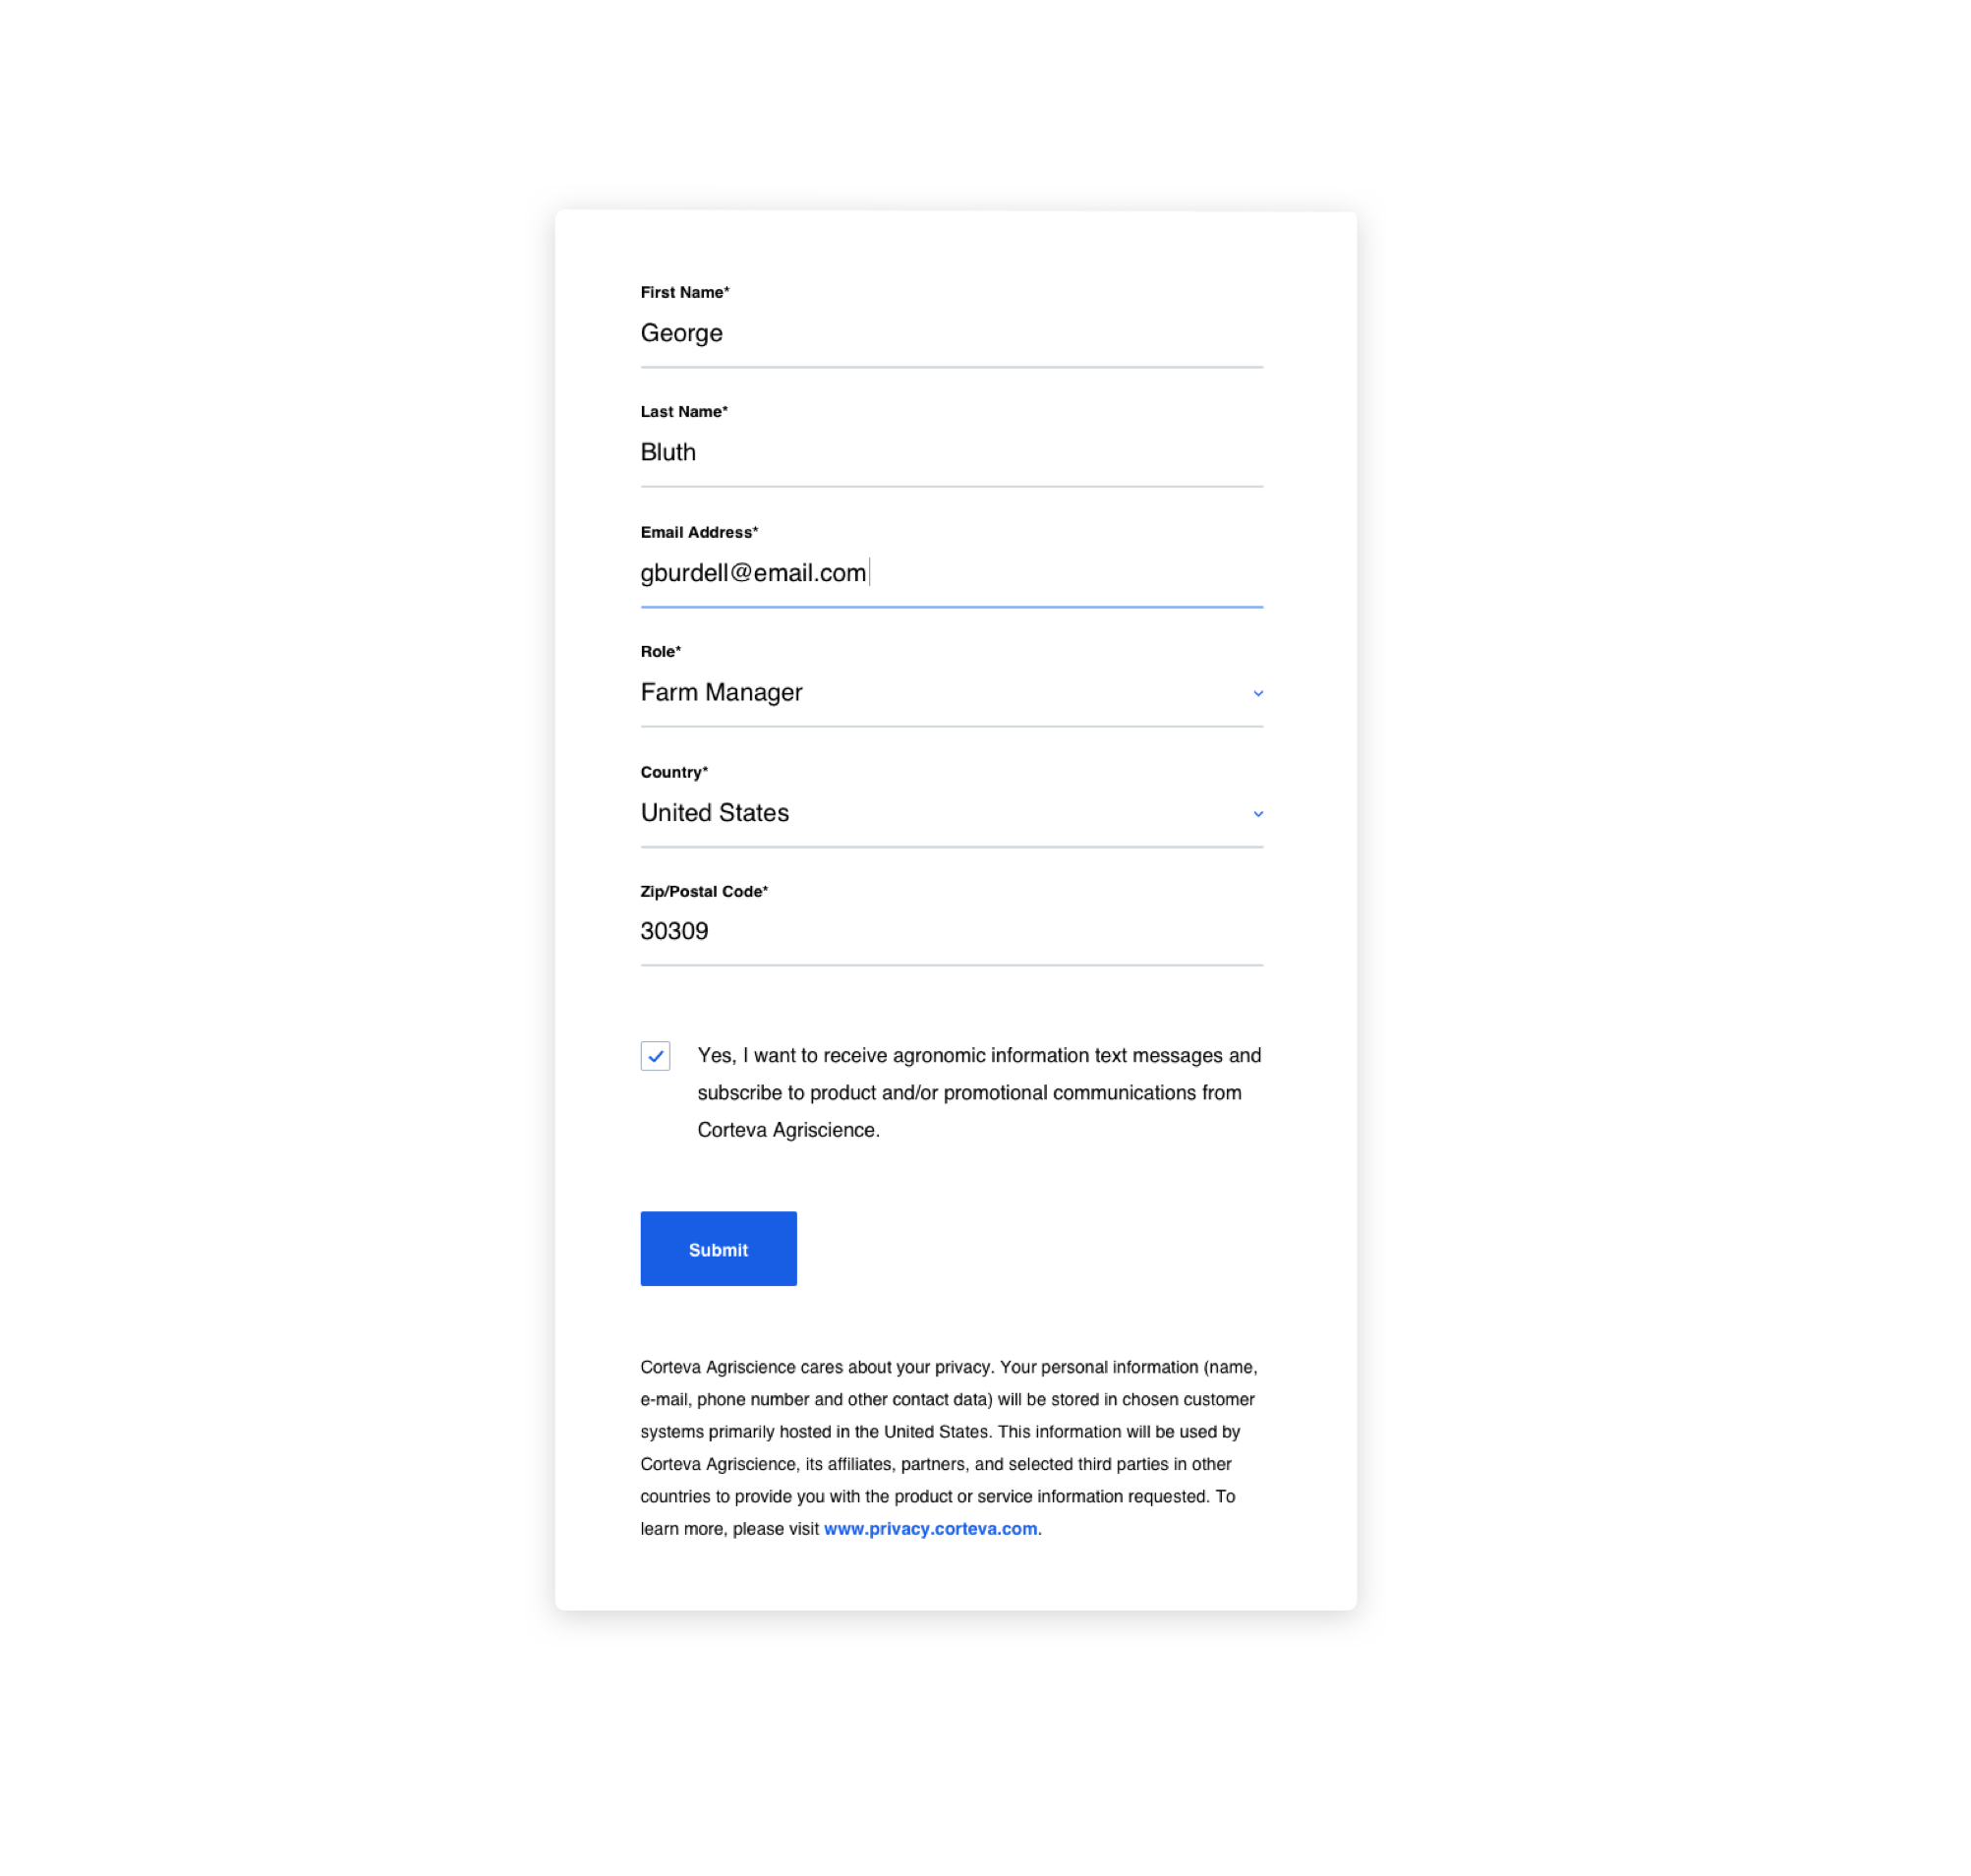 First Name*
George
Last Name*
Bluth
Email Address*
gburdell@email.com
Role*
Farm Manager
Country*
United States
Zip/Postal Code*
30309
Yes, I want to receive agronomic information text messages and
subscribe to product and/or promotional communications from
Corteva Agriscience.
Submit
Corteva Agriscience cares about your privacy. Your personal information (name,
e-mail, phone number and other contact data) will be stored in chosen customer
systems primarily hosted in the United States. This information will be used by
Corteva Agriscience, its affiliates, partners, and selected third parties in other
countries to provide you with the product or service information requested. To
learn more, please visit www.privacy.corteva.com.